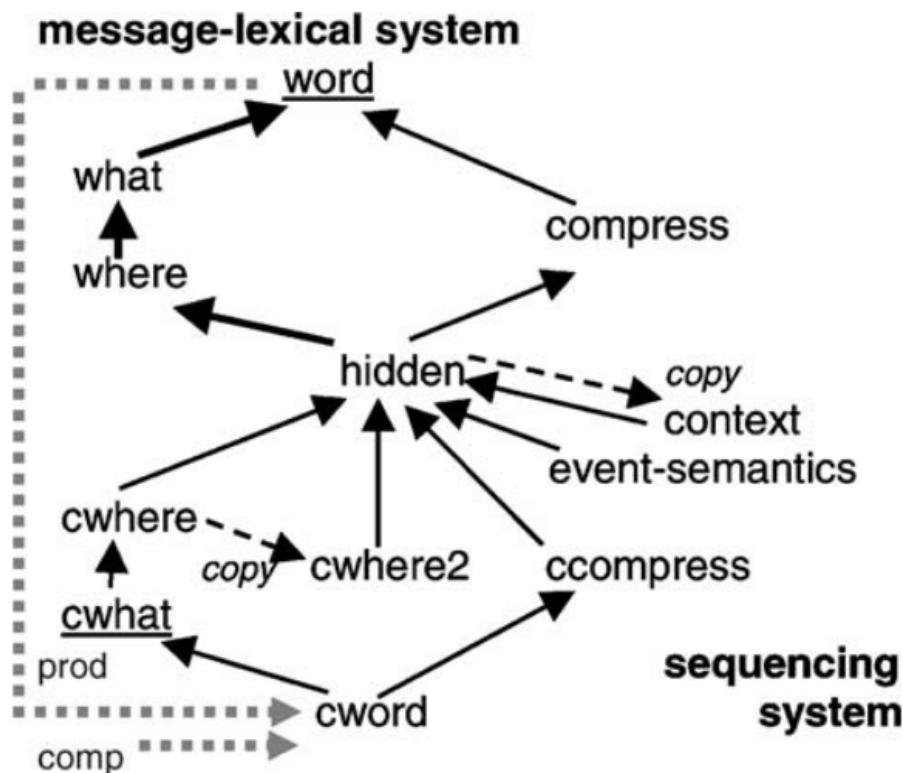 message-lexical system
word
what
compress
where
hidden
copy
context
event-semantics
cwhere
copy
cwhere2
ccompress
cwhat
prod
sequencing
system
cword
comp